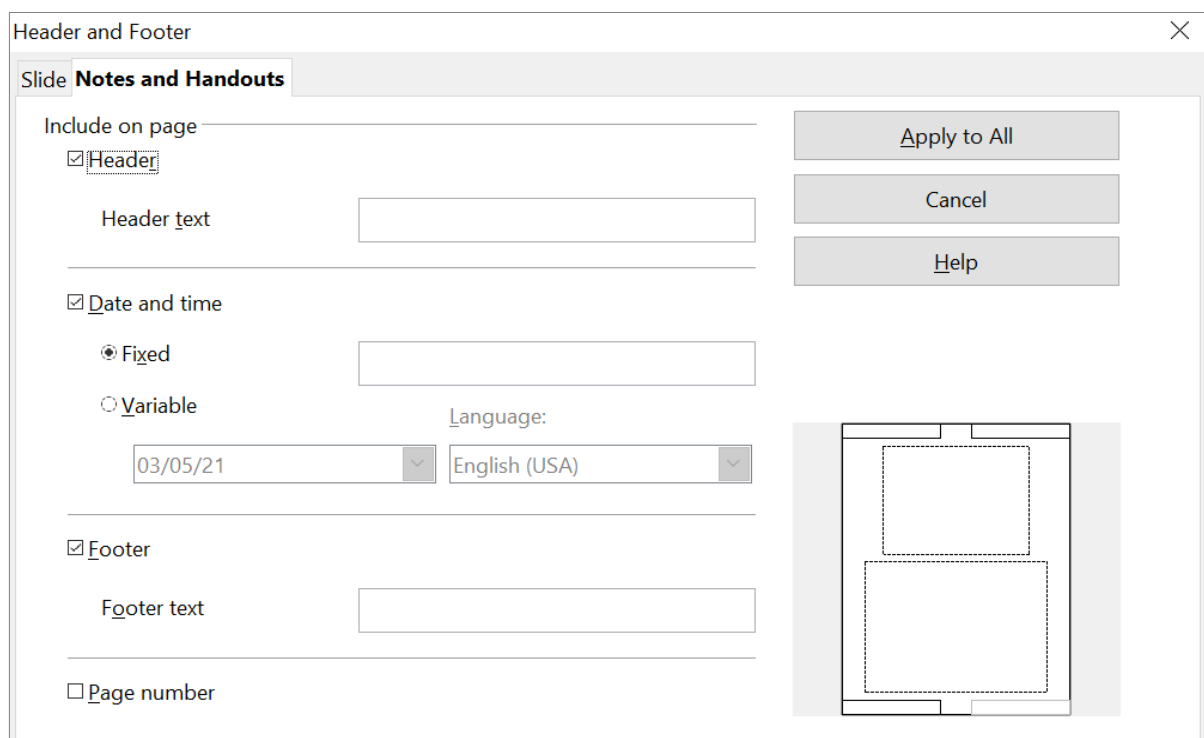 Header and Footer
Slide Notes and Handouts
Include on page
Header
Header text
Date and time
Fixed
Variable
Language:
03/05/21 English (USA)
Footer
Footer text
Page number
Apply to All
Cancel
Help